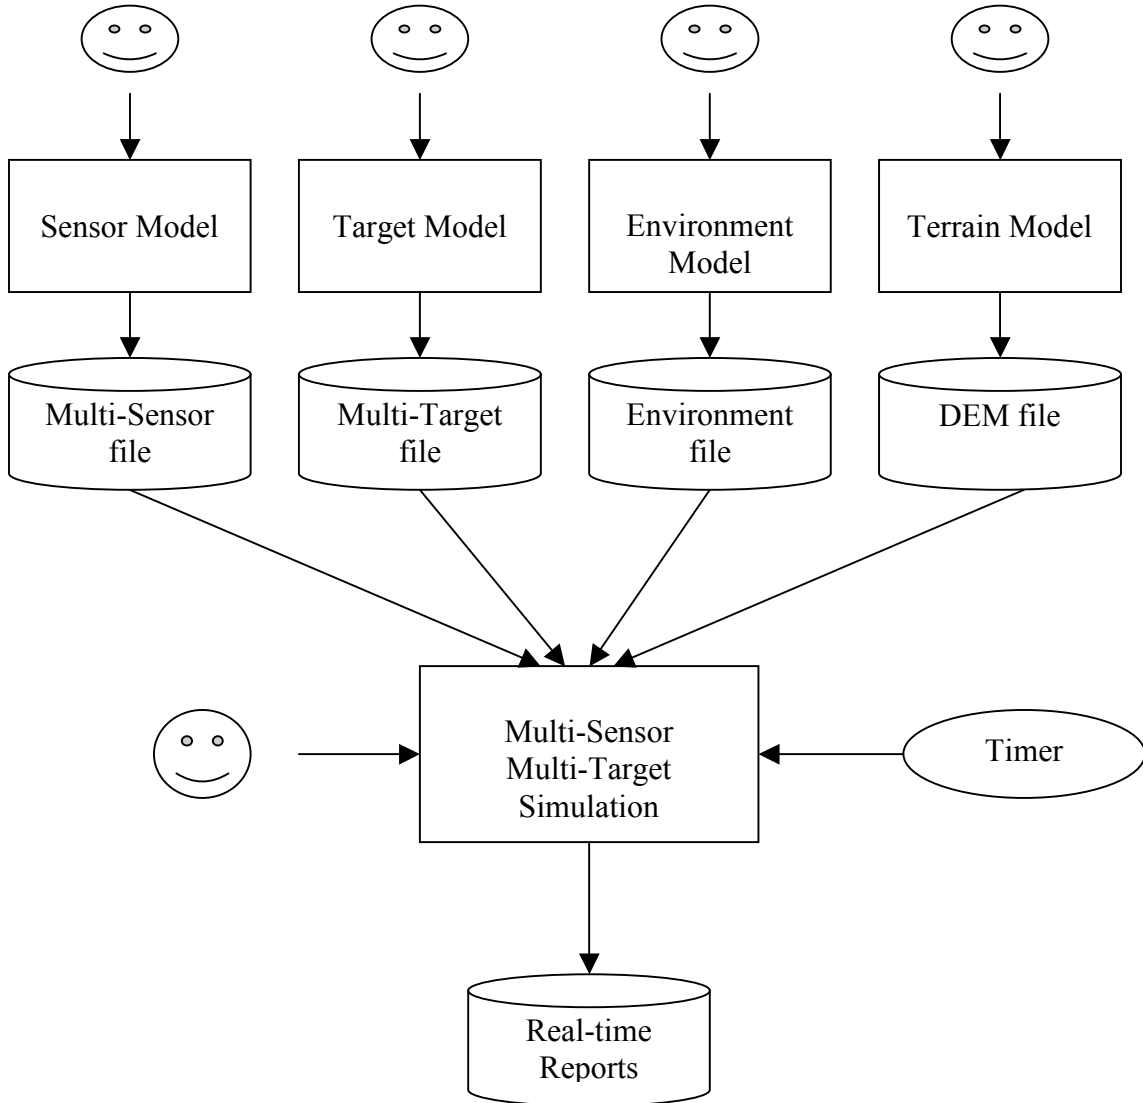 Sensor Model
Target Model
Environment
Model
Terrain Model
Multi-Sensor
file
Multi-Target
file
Environment
file
DEM file
Multi-Sensor
Multi-Target
Simulation
Timer
Real-time
Reports